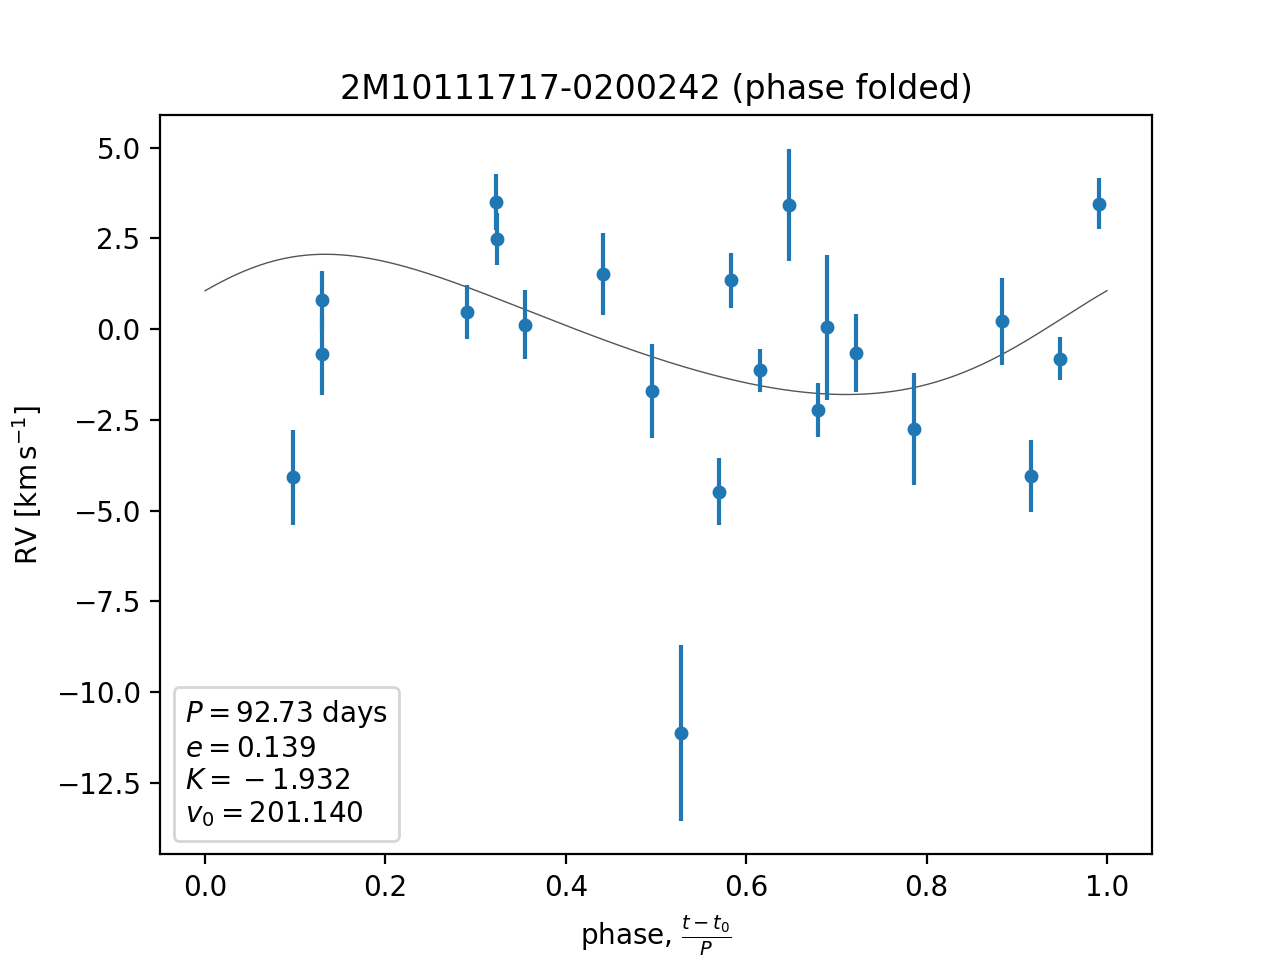 2M10111717-0200242 (phase folded)
5.0
2.5
0.0
−2.5
−5.0
−7.5
−10.0
−12.5
RV [km s⁻¹]
P = 92.73 days
e = 0.139
K = −1.932
v₀ = 201.140
0.0 0.2 0.4 0.6 0.8 1.0
phase, (t − t₀)/P